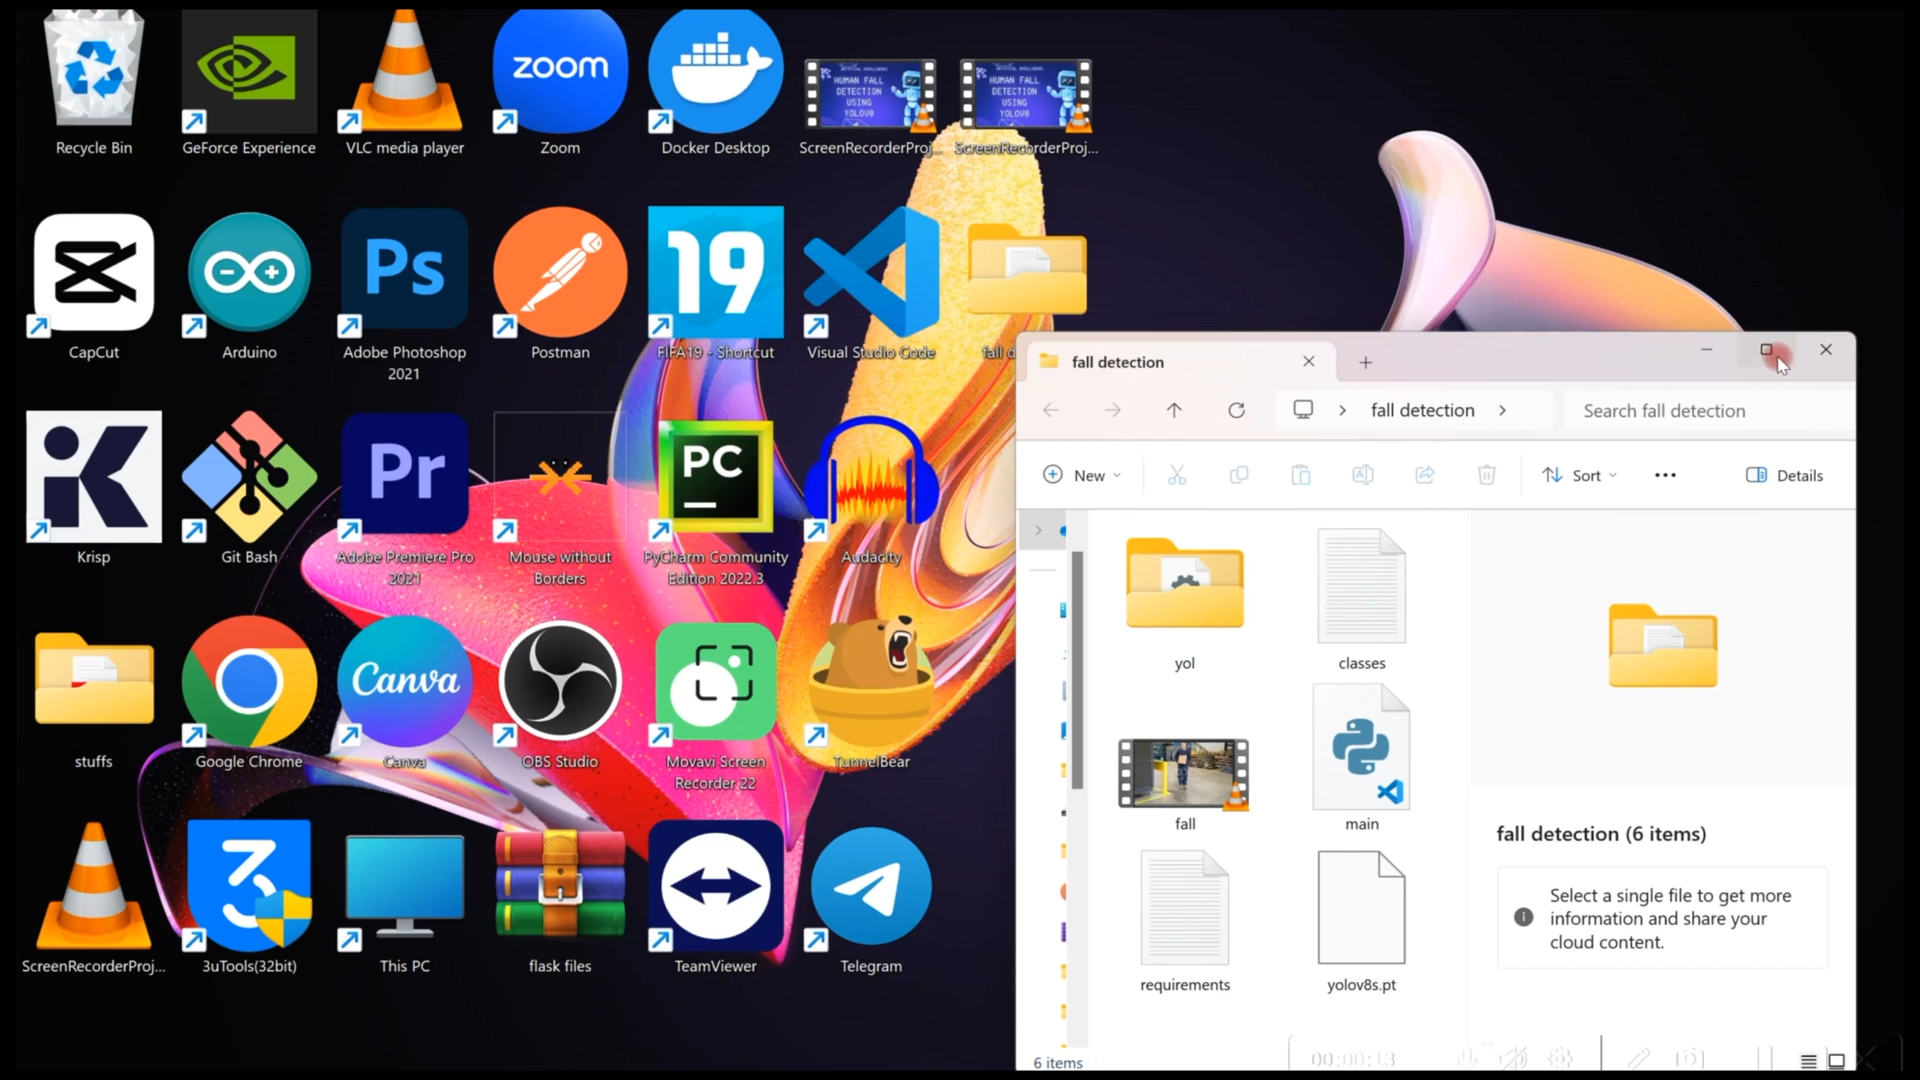 zoom
HUMAN FALL
DETECTION
USING
YOLOV8
HUMAN FALL
DETECTION
USING
YOLOV8
Recycle Bin
GeForce Experience
VLC media player
Zoom
Docker Desktop
ScreenRecorderProj...
ScreenRecorderProj...
Ps
19
CapCut
Arduino
Adobe Photoshop
2021
Postman
FIFA19 - Shortcut
Visual Studio Code
fall d
Pr
PC
Krisp
Git Bash
Adobe Premiere Pro
2021
Mouse without
Borders
PyCharm Community
Edition 2022.3
Audacity
Canva
stuffs
Google Chrome
Canva
OBS Studio
Movavi Screen
Recorder 22
TunnelBear
3
ScreenRecorderProj...
3uTools(32bit)
This PC
flask files
TeamViewer
Telegram
fall detection
fall detection
Search fall detection
New
Sort
Details
yol
classes
fall
main
requirements
yolov8s.pt
fall detection (6 items)
Select a single file to get more
information and share your
cloud content.
6 items
00:00:13